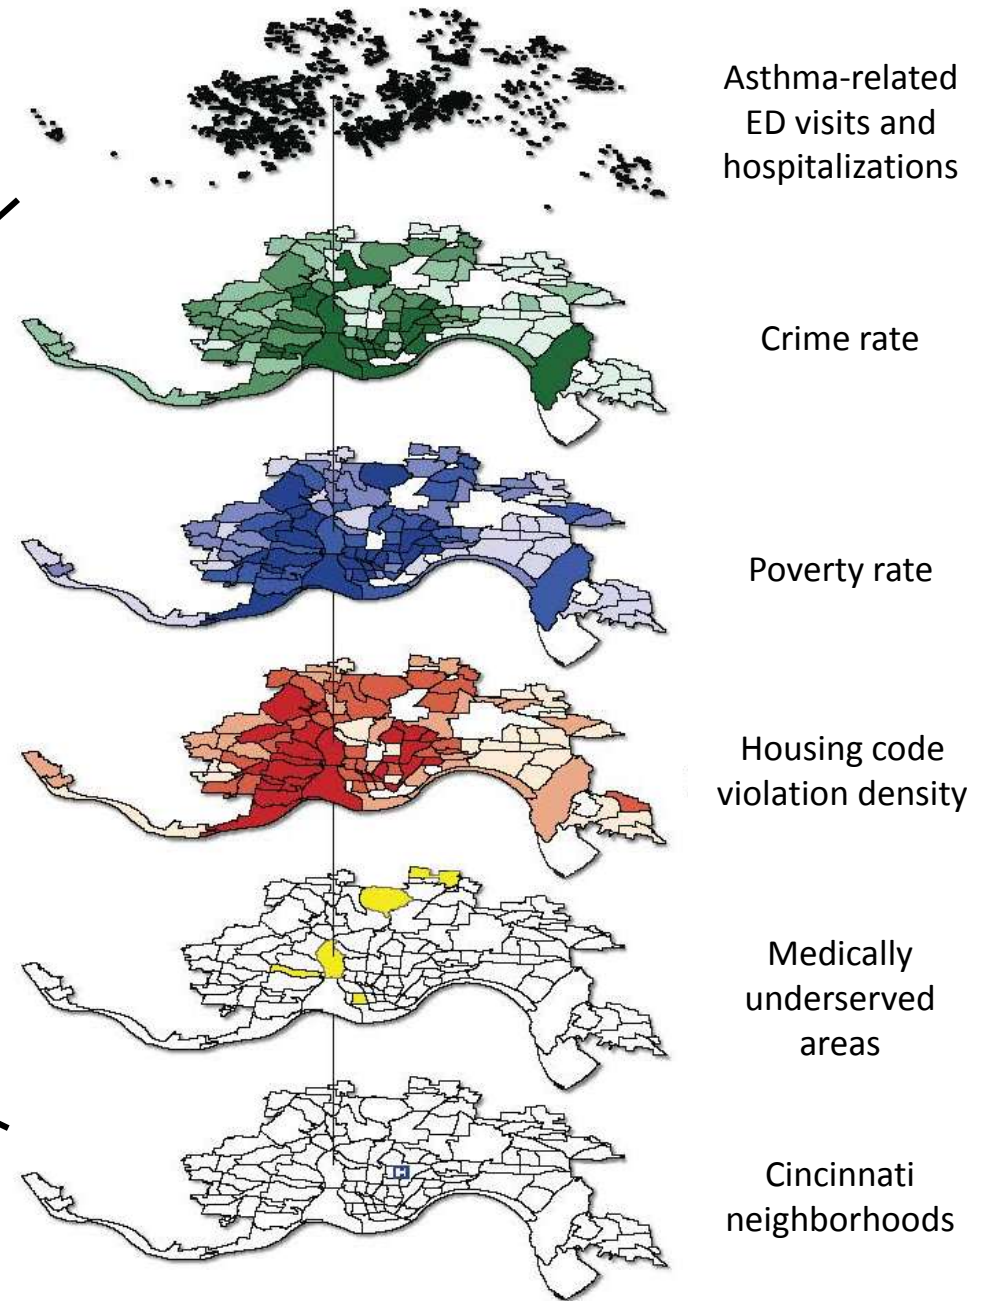 Asthma-related
ED visits and
hospitalizations
Crime rate
Poverty rate
Housing code
violation density
Medically
underserved
areas
H
Cincinnati
neighborhoods